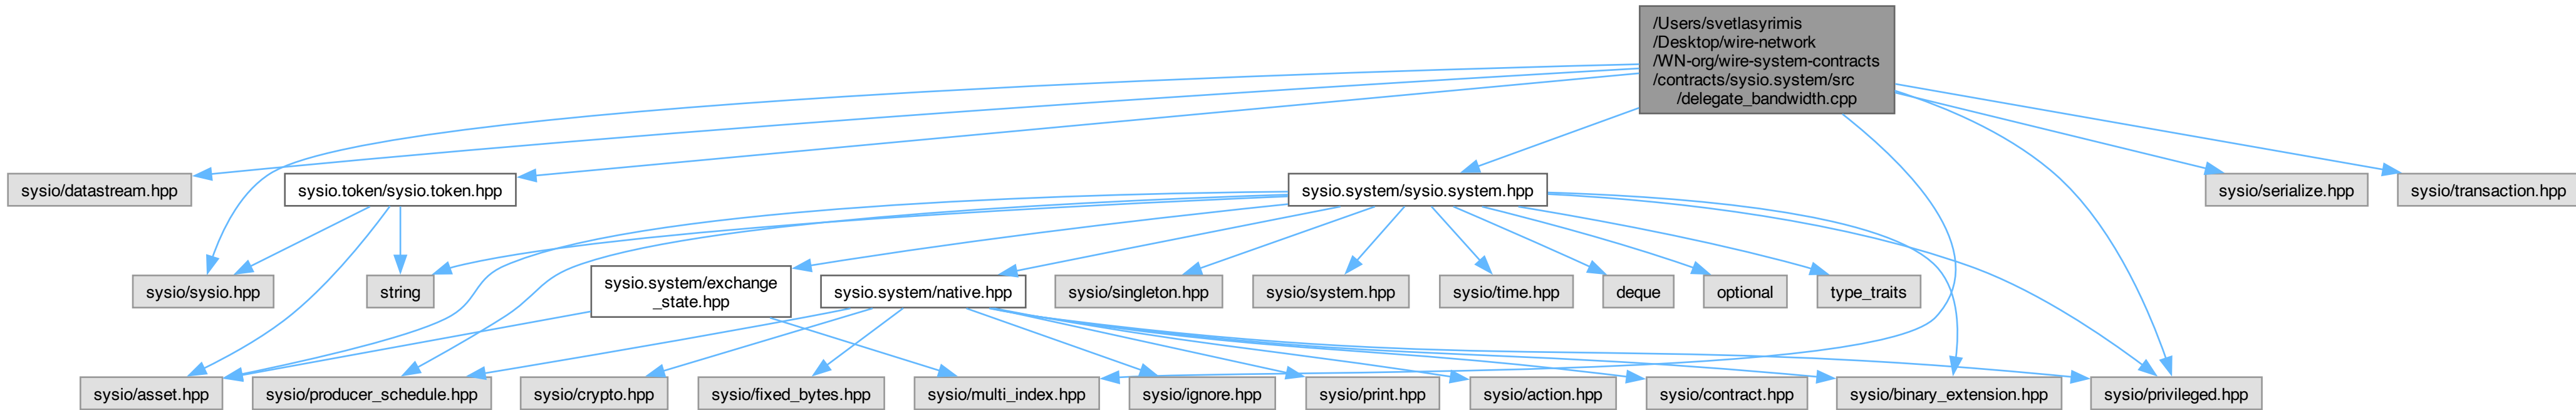 /Users/svetlasyrimis
/Desktop/wire-network
/WN-org/wire-system-contracts
/contracts/sysio.system/src
/delegate_bandwidth.cpp
sysio/datastream.hpp
sysio.token/sysio.token.hpp
sysio.system/sysio.system.hpp
sysio/serialize.hpp
sysio/transaction.hpp
sysio/sysio.hpp
string
sysio.system/exchange
_state.hpp
sysio.system/native.hpp
sysio/singleton.hpp
sysio/system.hpp
sysio/time.hpp
deque
optional
type_traits
sysio/asset.hpp
sysio/producer_schedule.hpp
sysio/crypto.hpp
sysio/fixed_bytes.hpp
sysio/multi_index.hpp
sysio/ignore.hpp
sysio/print.hpp
sysio/action.hpp
sysio/contract.hpp
sysio/binary_extension.hpp
sysio/privileged.hpp